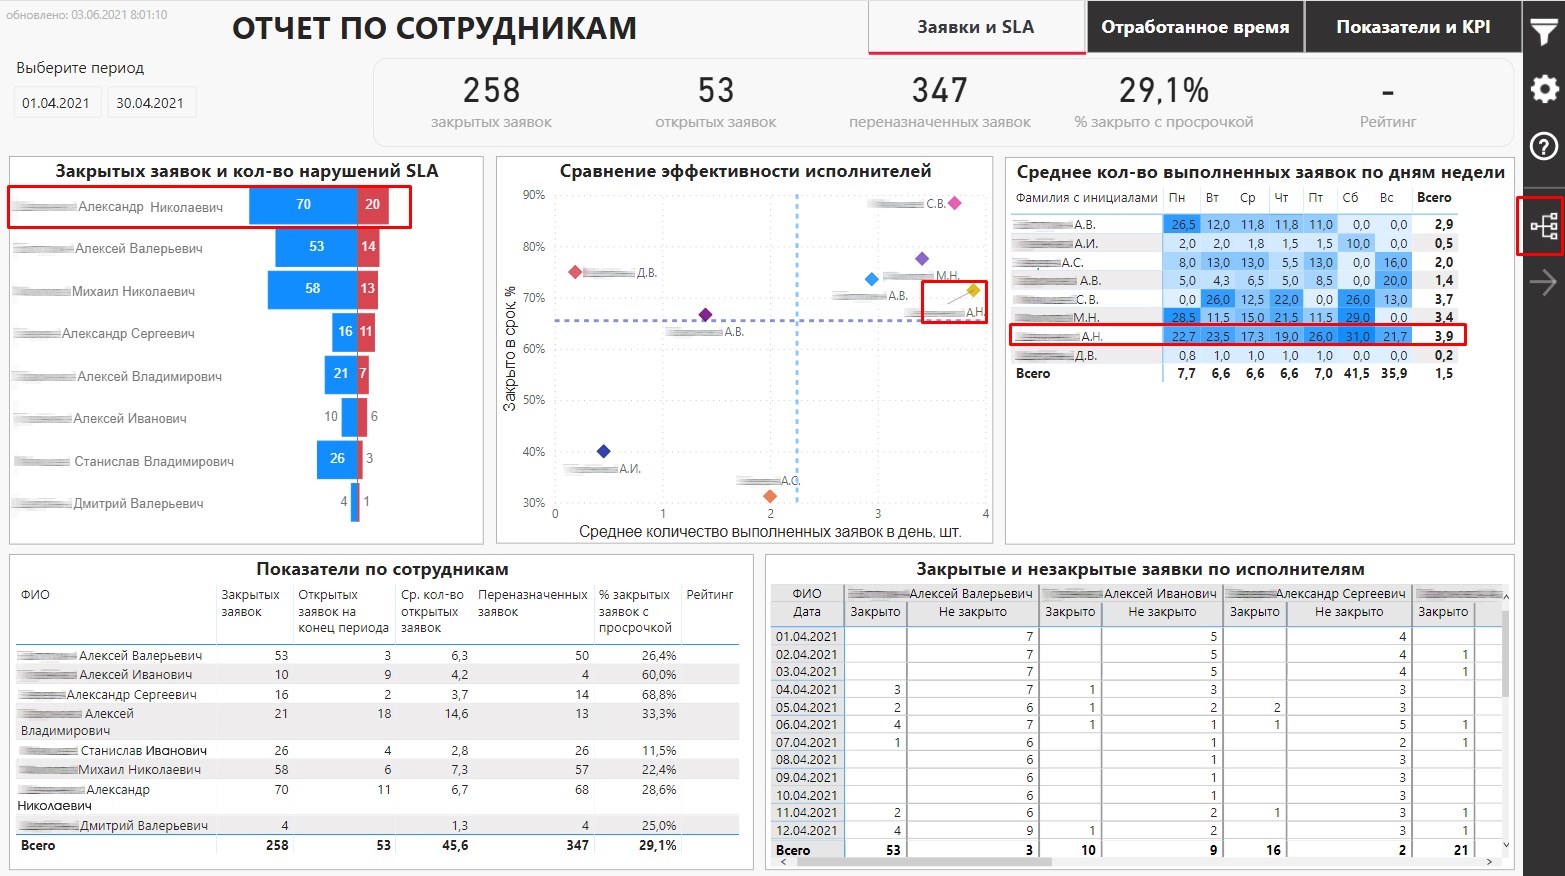 обновлено: 03.06.2021 8:01:10
ОТЧЕТ ПО СОТРУДНИКАМ
Заявки и SLA
Отработанное время
Показатели и KPI
Выберите период
01.04.2021 30.04.2021
258 53 347 29,1% -
закрытых заявок открытых заявок переназначенных заявок % закрыто с просрочкой Рейтинг
Закрытых заявок и кол-во нарушений SLA
Александр Николаевич 70 20
Алексей Валерьевич 53 14
Михаил Николаевич 58 13
Александр Сергеевич 16 11
Алексей Владимирович 21 7
Алексей Иванович 10 6
Станислав Владимирович 26 3
Дмитрий Валерьевич 4 1
Сравнение эффективности исполнителей
Закрыто в срок, %
90%
80%
70%
60%
50%
40%
30%
С.В.
Д.В.
М.Н.
А.В.
А.Н.
А.В.
А.И.
А.С.
0 1 2 3 4
Среднее количество выполненных заявок в день, шт.
Среднее кол-во выполненных заявок по дням недели
Фамилия с инициалами Пн Вт Ср Чт Пт Сб Вс Всего
А.В. 26,5 12,0 11,8 11,8 11,0 0,0 0,0 2,9
А.И. 2,0 2,0 1,8 1,5 1,5 10,0 0,0 0,5
А.С. 8,0 13,0 13,0 5,5 13,0 0,0 16,0 2,0
А.В. 5,0 4,3 6,5 5,0 8,5 0,0 20,0 1,4
С.В. 0,0 26,0 12,5 22,0 0,0 26,0 13,0 3,7
М.Н. 28,5 11,5 15,0 21,5 11,5 29,0 0,0 3,4
А.Н. 22,7 23,5 17,3 19,0 26,0 31,0 21,7 3,9
Д.В. 0,8 1,0 1,0 1,0 1,0 0,0 0,0 0,2
Всего 7,7 6,6 6,6 6,6 7,0 41,5 35,9 1,5
Показатели по сотрудникам
ФИО Закрытых заявок Открытых заявок на конец периода Ср. кол-во открытых заявок Переназначенных заявок % закрытых заявок с просрочкой Рейтинг
Алексей Валерьевич 53 3 6,3 50 26,4%
Алексей Иванович 10 9 4,2 4 60,0%
Александр Сергеевич 16 2 3,7 14 68,8%
Алексей Владимирович 21 18 14,6 13 33,3%
Станислав Иванович 26 4 2,8 26 11,5%
Михаил Николаевич 58 6 7,3 57 22,4%
Александр Николаевич 70 11 6,7 68 28,6%
Дмитрий Валерьевич 4 1,3 4 25,0%
Всего 258 53 45,6 347 29,1%
Закрытые и незакрытые заявки по исполнителям
ФИО Алексей Валерьевич Алексей Иванович Александр Сергеевич
Дата Закрыто Не закрыто Закрыто Не закрыто Закрыто Не закрыто Закрыто
01.04.2021 7 5 4
02.04.2021 7 5 4 1
03.04.2021 7 5 4 1
04.04.2021 3 7 1 3 3
05.04.2021 2 6 1 2 2 3
06.04.2021 4 7 1 1 1 5 1
07.04.2021 1 6 1 2 1
08.04.2021 6 1 3
09.04.2021 6 1 3
10.04.2021 6 1 3
11.04.2021 2 6 2 1 3 1
12.04.2021 4 9 1 2 3 1
Всего 53 3 10 9 16 2 21